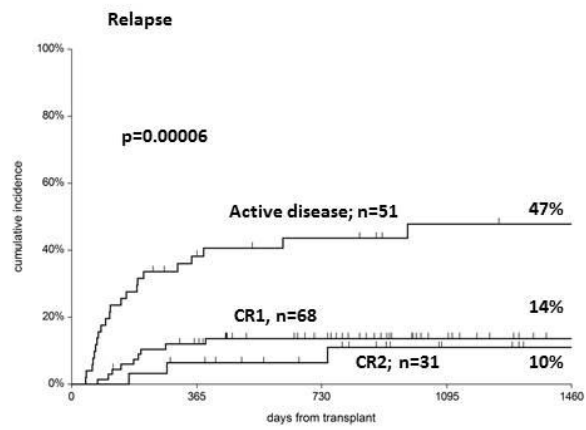 Relapse
100%
80%
60%
40%
20%
0%
cumulative incidence
p=0.00006
Active disease; n=51
47%
CR1, n=68
14%
CR2; n=31
10%
0
365
730
1095
1460
days from transplant